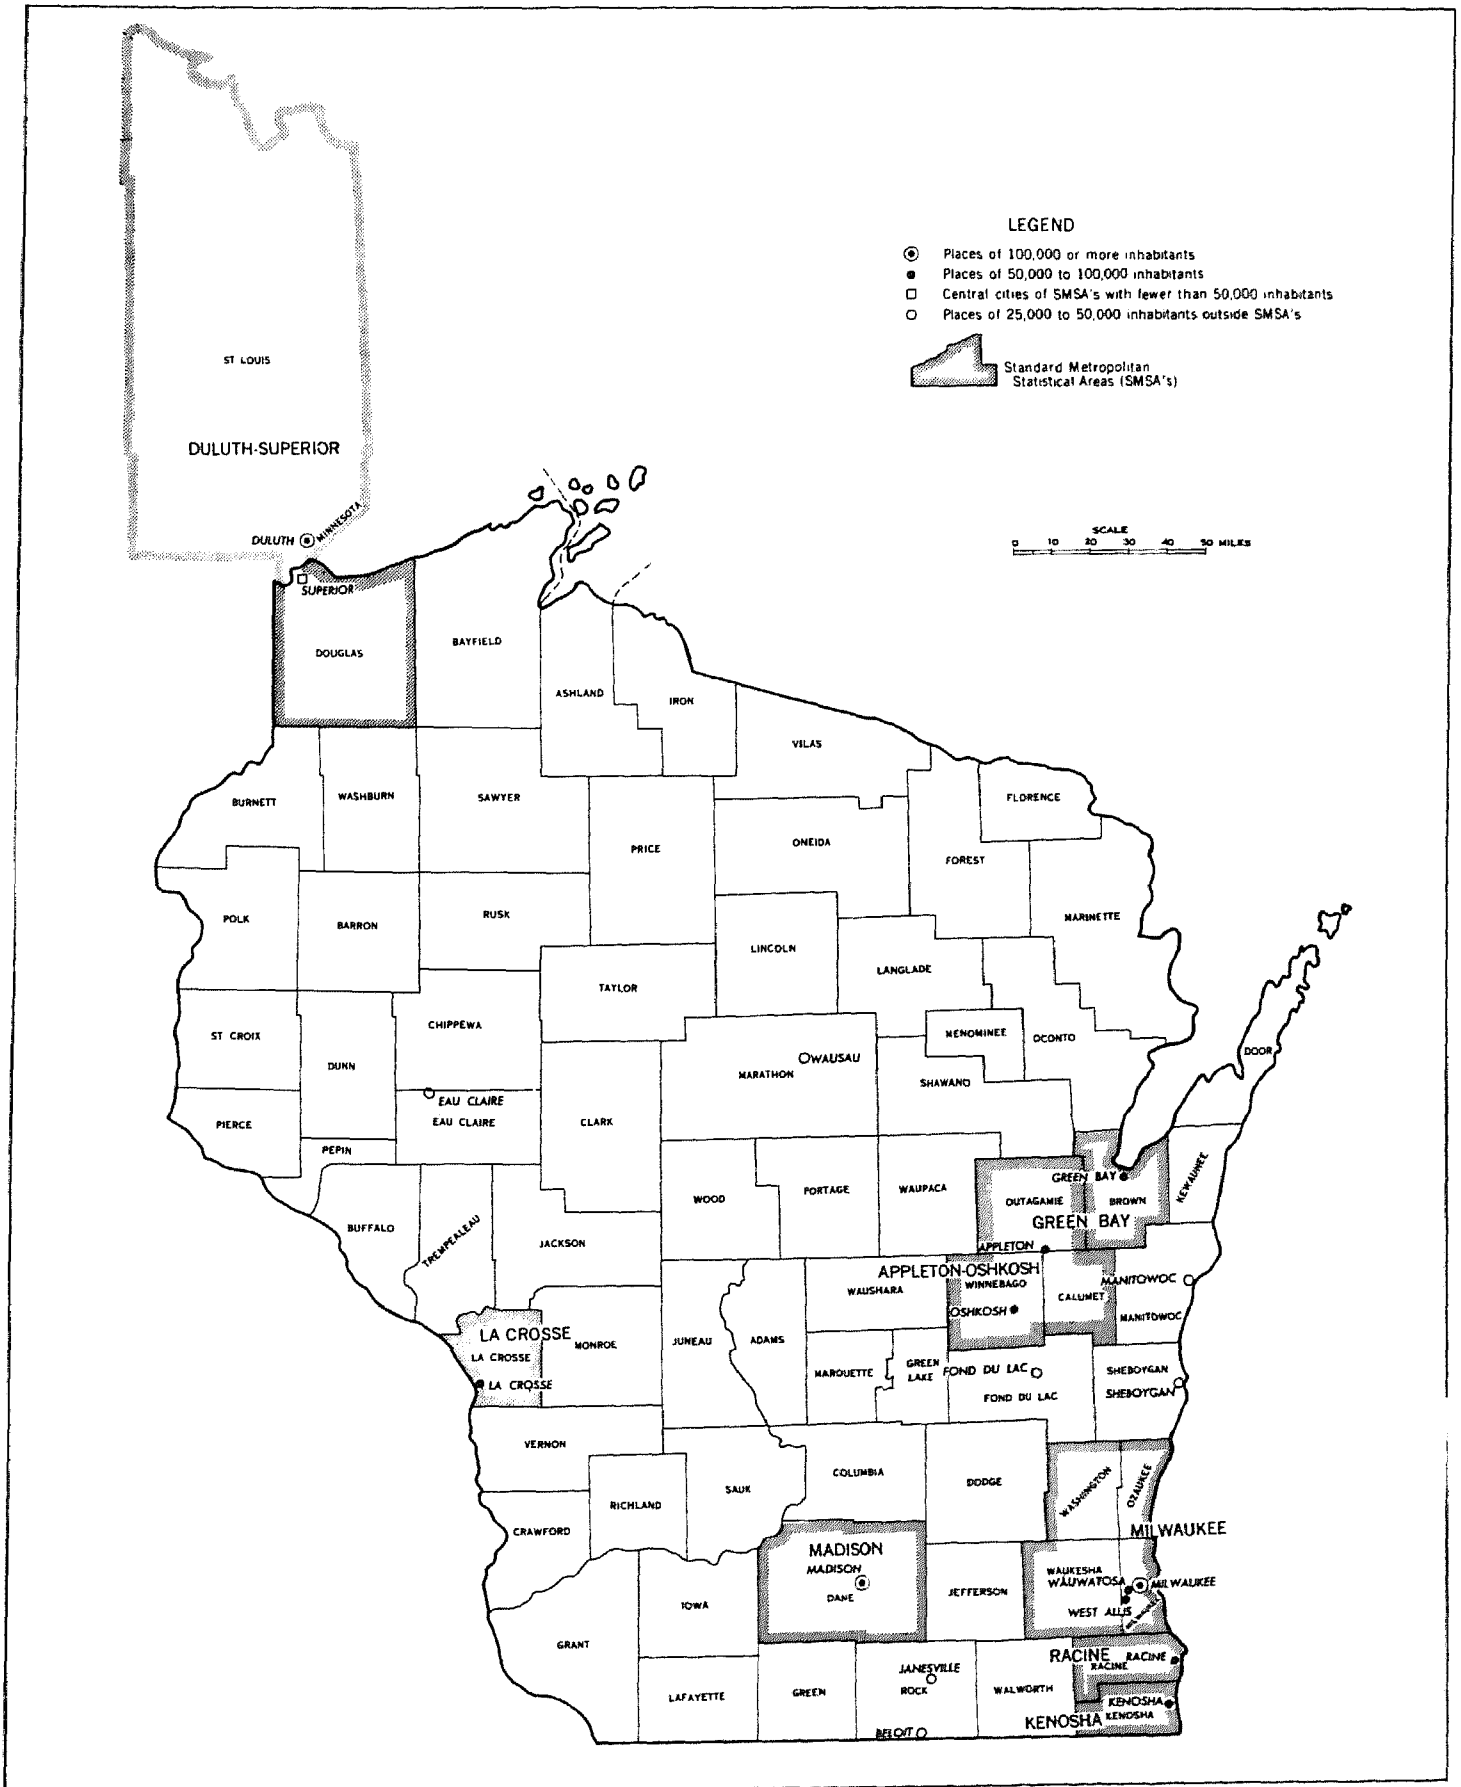 LEGEND
Places of 100,000 or more inhabitants
Places of 50,000 to 100,000 inhabitants
Central cities of SMSA's with fewer than 50,000 inhabitants
Places of 25,000 to 50,000 inhabitants outside SMSA's
Standard Metropolitan
Statistical Areas (SMSA's)
ST LOUIS
DULUTH-SUPERIOR
DULUTH
MINNESOTA
SCALE
0 10 20 30 40 50 MILES
SUPERIOR
DOUGLAS
BAYFIELD
ASHLAND
IRON
VILAS
BURNETT
WASHBURN
SAWYER
FLORENCE
PRICE
ONEIDA
FOREST
POLK
BARRON
RUSK
MARINETTE
LINCOLN
LANGLADE
TAYLOR
ST CROIX
CHIPPEWA
MENOMINEE
OCONTO
DOOR
DUNN
MARATHON
WAUSAU
SHAWANO
EAU CLAIRE
EAU CLAIRE
CLARK
PIERCE
PEPIN
WOOD
PORTAGE
WAUPACA
GREEN BAY
OUTAGAMIE
BROWN
KEWAUNEE
GREEN BAY
BUFFALO
TREMPEALEAU
JACKSON
APPLETON
APPLETON-OSHKOSH
WAUSHARA
WINNEBAGO
CALUMET
MANITOWOC
OSHKOSH
MANITOWOC
LA CROSSE
LA CROSSE
LA CROSSE
MONROE
JUNEAU
ADAMS
MARQUETTE
GREEN
LAKE
FOND DU LAC
FOND DU LAC
SHEBOYGAN
SHEBOYGAN
VERNON
RICHLAND
SAUK
COLUMBIA
DODGE
WASHINGTON
OZAUKEE
MILWAUKEE
CRAWFORD
MADISON
MADISON
DANE
JEFFERSON
WAUKESHA
WAUWATOSA
MILWAUKEE
WEST ALLIS
MILWAUKEE
IOWA
GRANT
LAFAYETTE
GREEN
JANESVILLE
ROCK
BELOIT
WALWORTH
RACINE
RACINE
RACINE
KENOSHA
KENOSHA
KENOSHA